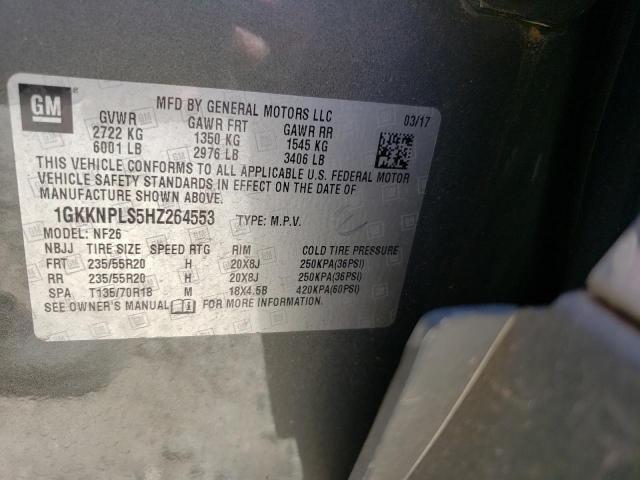 GM
MFD BY GENERAL MOTORS LLC
03/17
GVWR GAWR FRT GAWR RR
2722 KG 1350 KG 1545 KG
6001 LB 2976 LB 3406 LB
THIS VEHICLE CONFORMS TO ALL APPLICABLE U.S. FEDERAL MOTOR
VEHICLE SAFETY STANDARDS IN EFFECT ON THE DATE OF
MANUFACTURE SHOWN ABOVE.
1GKKNPLS5HZ264553 TYPE: M.P.V.
MODEL: NF26
NBJJ TIRE SIZE SPEED RTG RIM COLD TIRE PRESSURE
FRT 235/55R20 H 20X8J 250KPA(36PSI)
RR 235/55R20 H 20X8J 250KPA(36PSI)
SPA T135/70R18 M 18X4.5B 420KPA(60PSI)
SEE OWNER'S MANUAL FOR MORE INFORMATION.